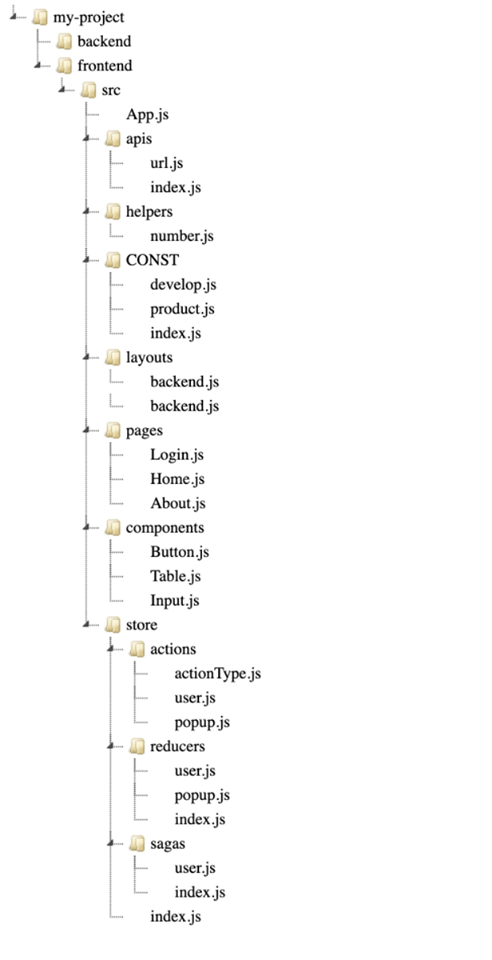 my-project
backend
frontend
src
App.js
apis
url.js
index.js
helpers
number.js
CONST
develop.js
product.js
index.js
layouts
backend.js
backend.js
pages
Login.js
Home.js
About.js
components
Button.js
Table.js
Input.js
store
actions
actionType.js
user.js
popup.js
reducers
user.js
popup.js
index.js
sagas
user.js
index.js
index.js